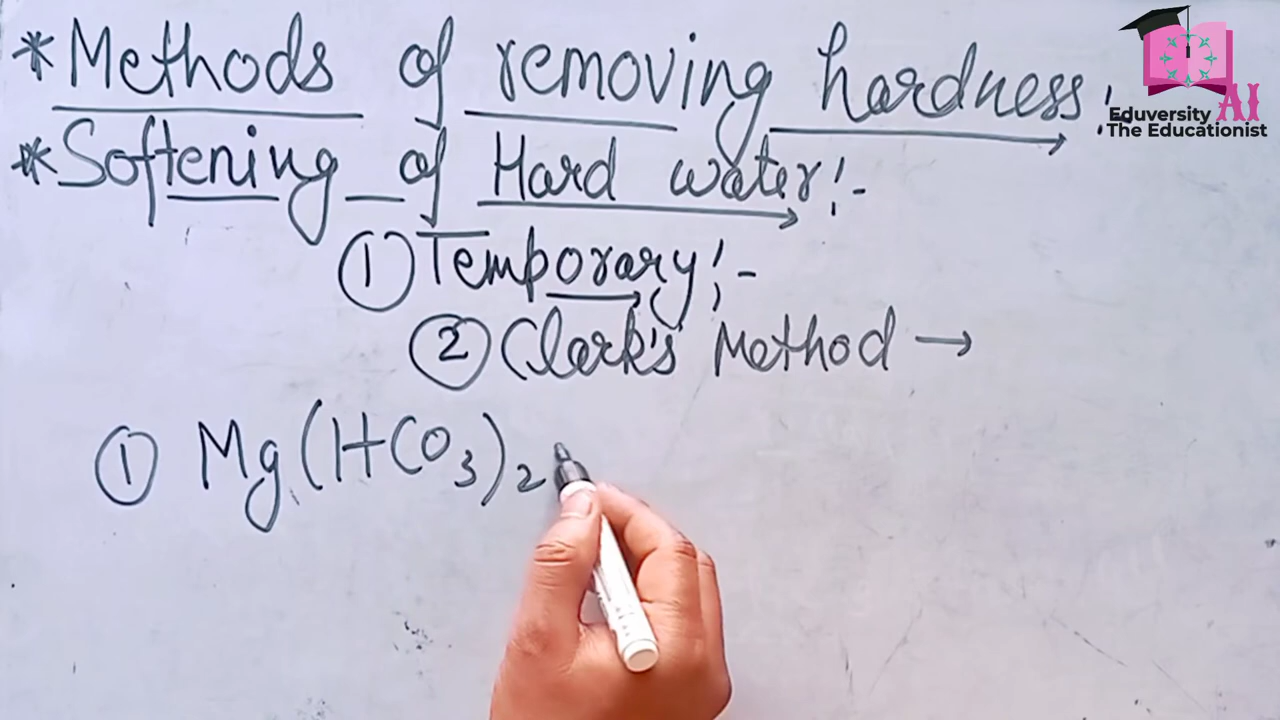 *Methods of removing hardness:
*Softening of Hard water:-
① Temporary:-
② Clark's Method →
① Mg(HCO₃)₂
Eduversity AI
The Educationist